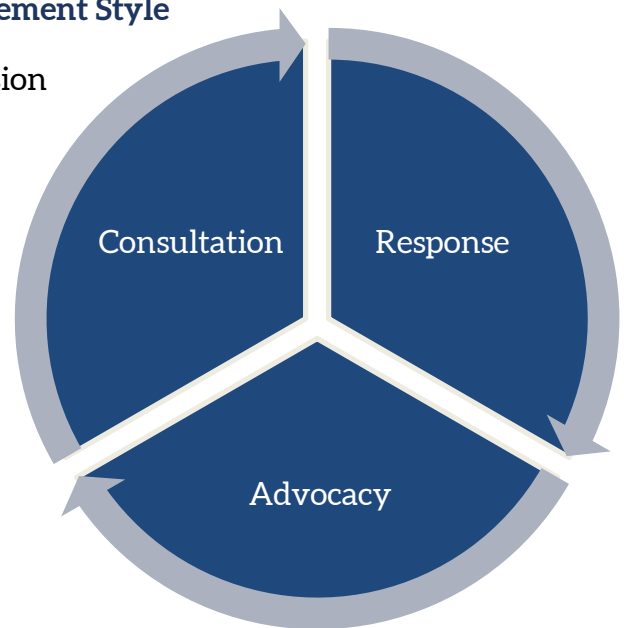 ement Style
ion
Consultation
Response
Advocacy